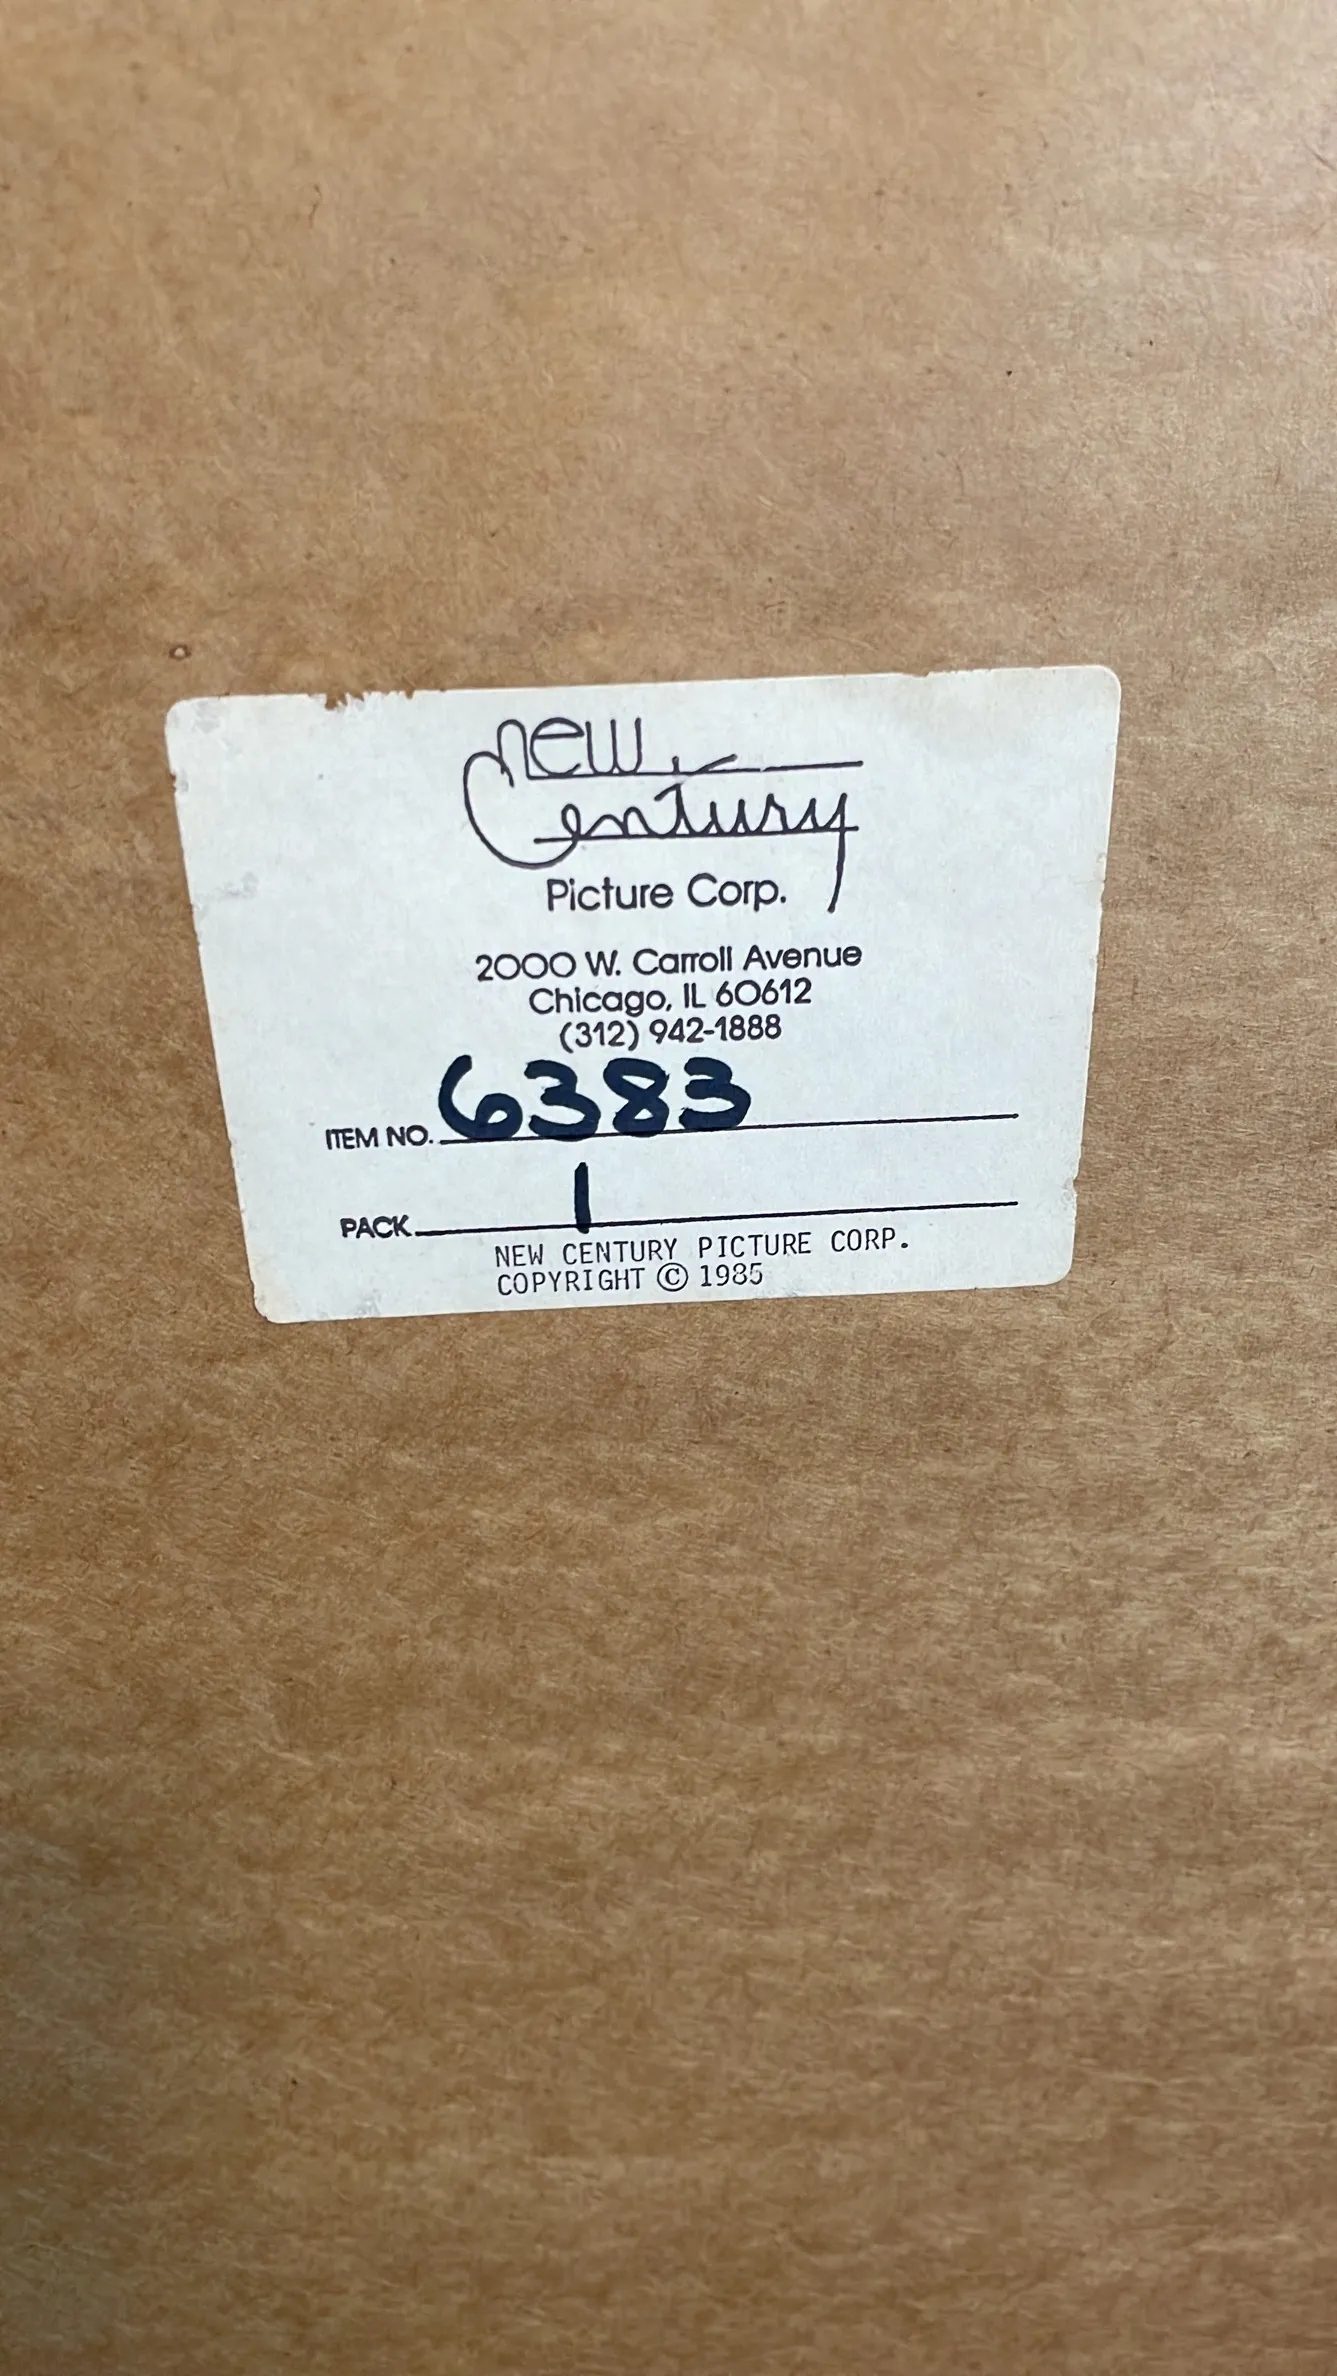 new
Century
Picture Corp.
2000 W. Carroll Avenue
Chicago, IL 60612
(312) 942-1888
ITEM NO. 6383
PACK 1
NEW CENTURY PICTURE CORP.
COPYRIGHT © 1985